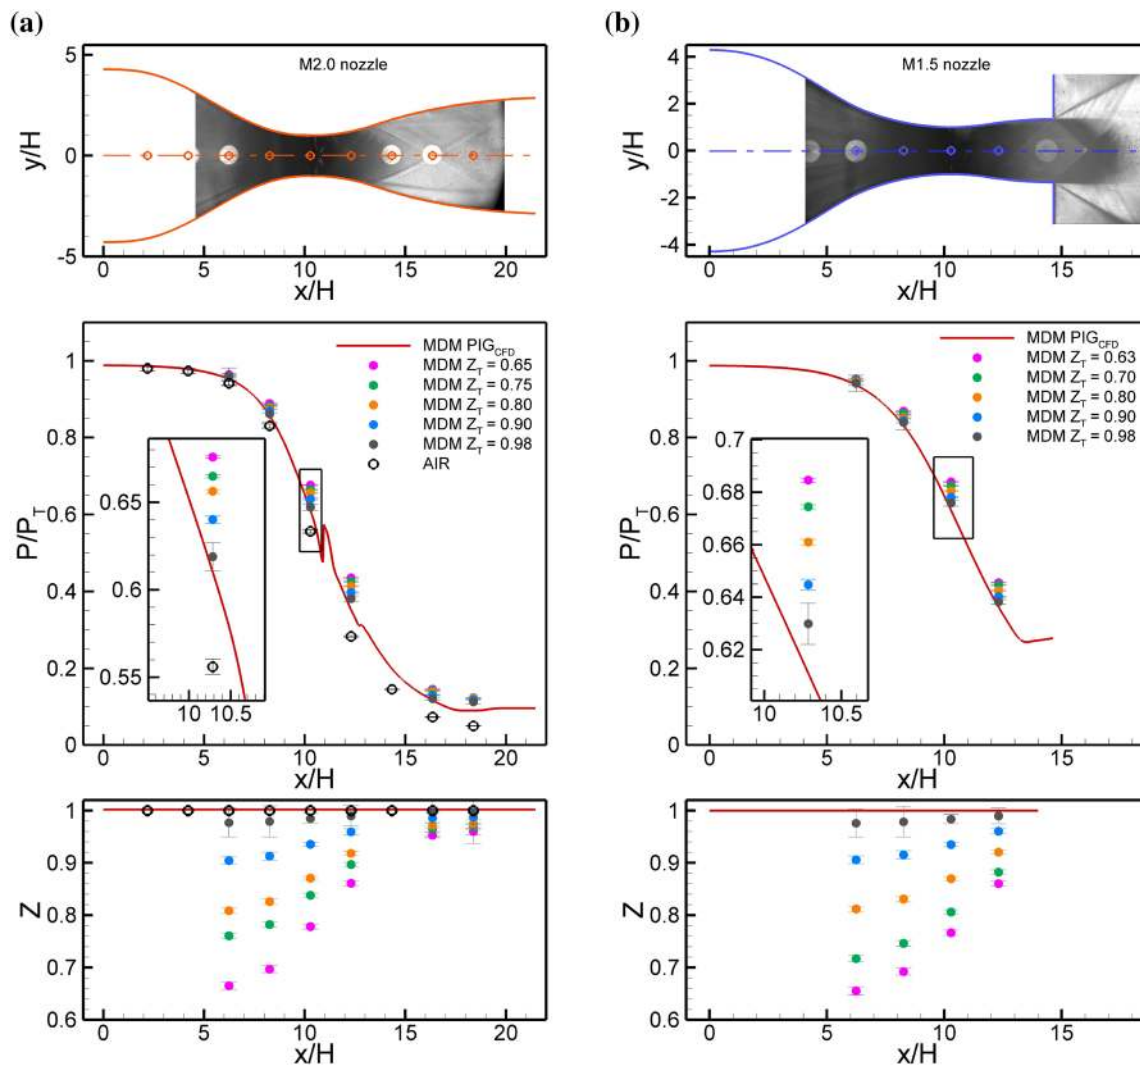 (a)
M2.0 nozzle
y/H
5
0
-5
0 5 10 15 20
x/H
MDM PIG_CFD
MDM Z_T = 0.65
MDM Z_T = 0.75
MDM Z_T = 0.80
MDM Z_T = 0.90
MDM Z_T = 0.98
AIR
P/P_T
1
0.8
0.6
0.4
0.2
0
0.65
0.6
0.55
10 10.5
0 5 10 15 20
x/H
Z
1
0.9
0.8
0.7
0.6
0 5 10 15 20
x/H
(b)
M1.5 nozzle
y/H
4
2
0
-2
-4
0 5 10 15
x/H
MDM PIG_CFD
MDM Z_T = 0.63
MDM Z_T = 0.70
MDM Z_T = 0.80
MDM Z_T = 0.90
MDM Z_T = 0.98
P/P_T
1
0.8
0.6
0.4
0.2
0
0.7
0.68
0.66
0.64
0.62
10 10.5
0 5 10 15
x/H
Z
1
0.9
0.8
0.7
0.6
0 5 10 15
x/H